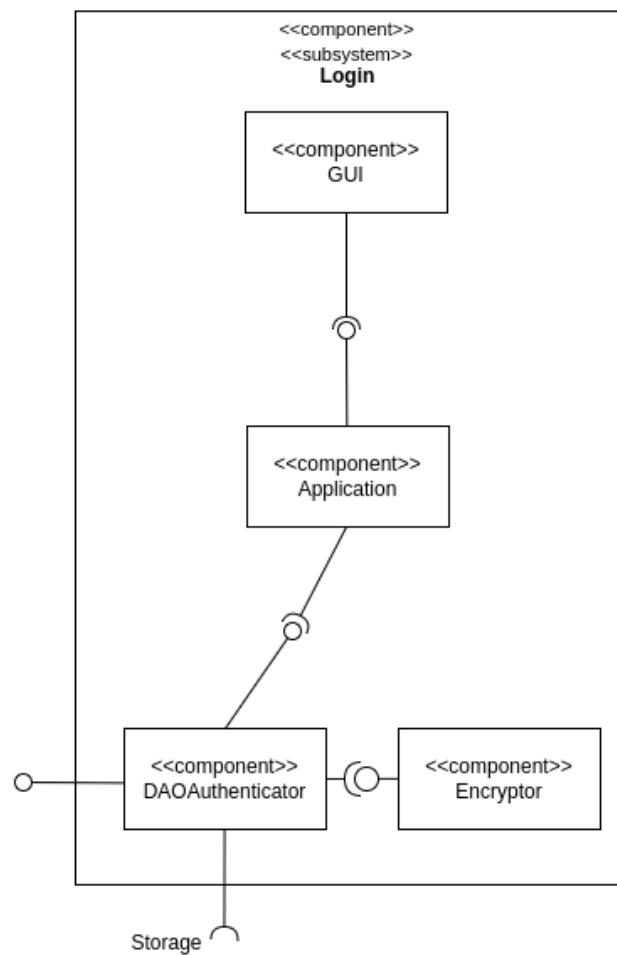 <<component>>
<<subsystem>>
Login
<<component>>
GUI
<<component>>
Application
<<component>>
DAOAuthenticator
<<component>>
Encryptor
Storage